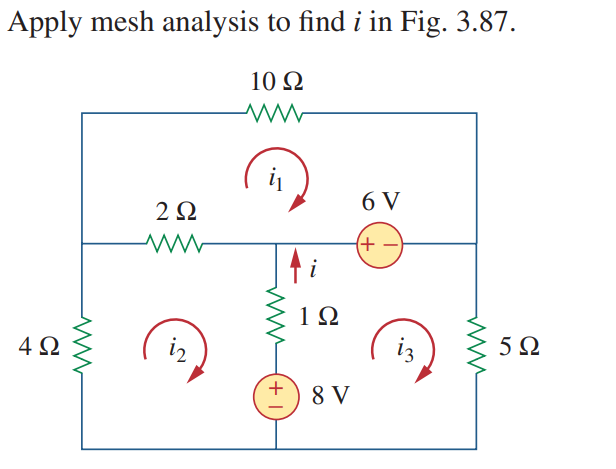 Apply mesh analysis to find i in Fig. 3.87.
10 Ω
i1
6 V
2 Ω
+ −
i
1 Ω
4 Ω
i2
i3
5 Ω
+
8 V
−